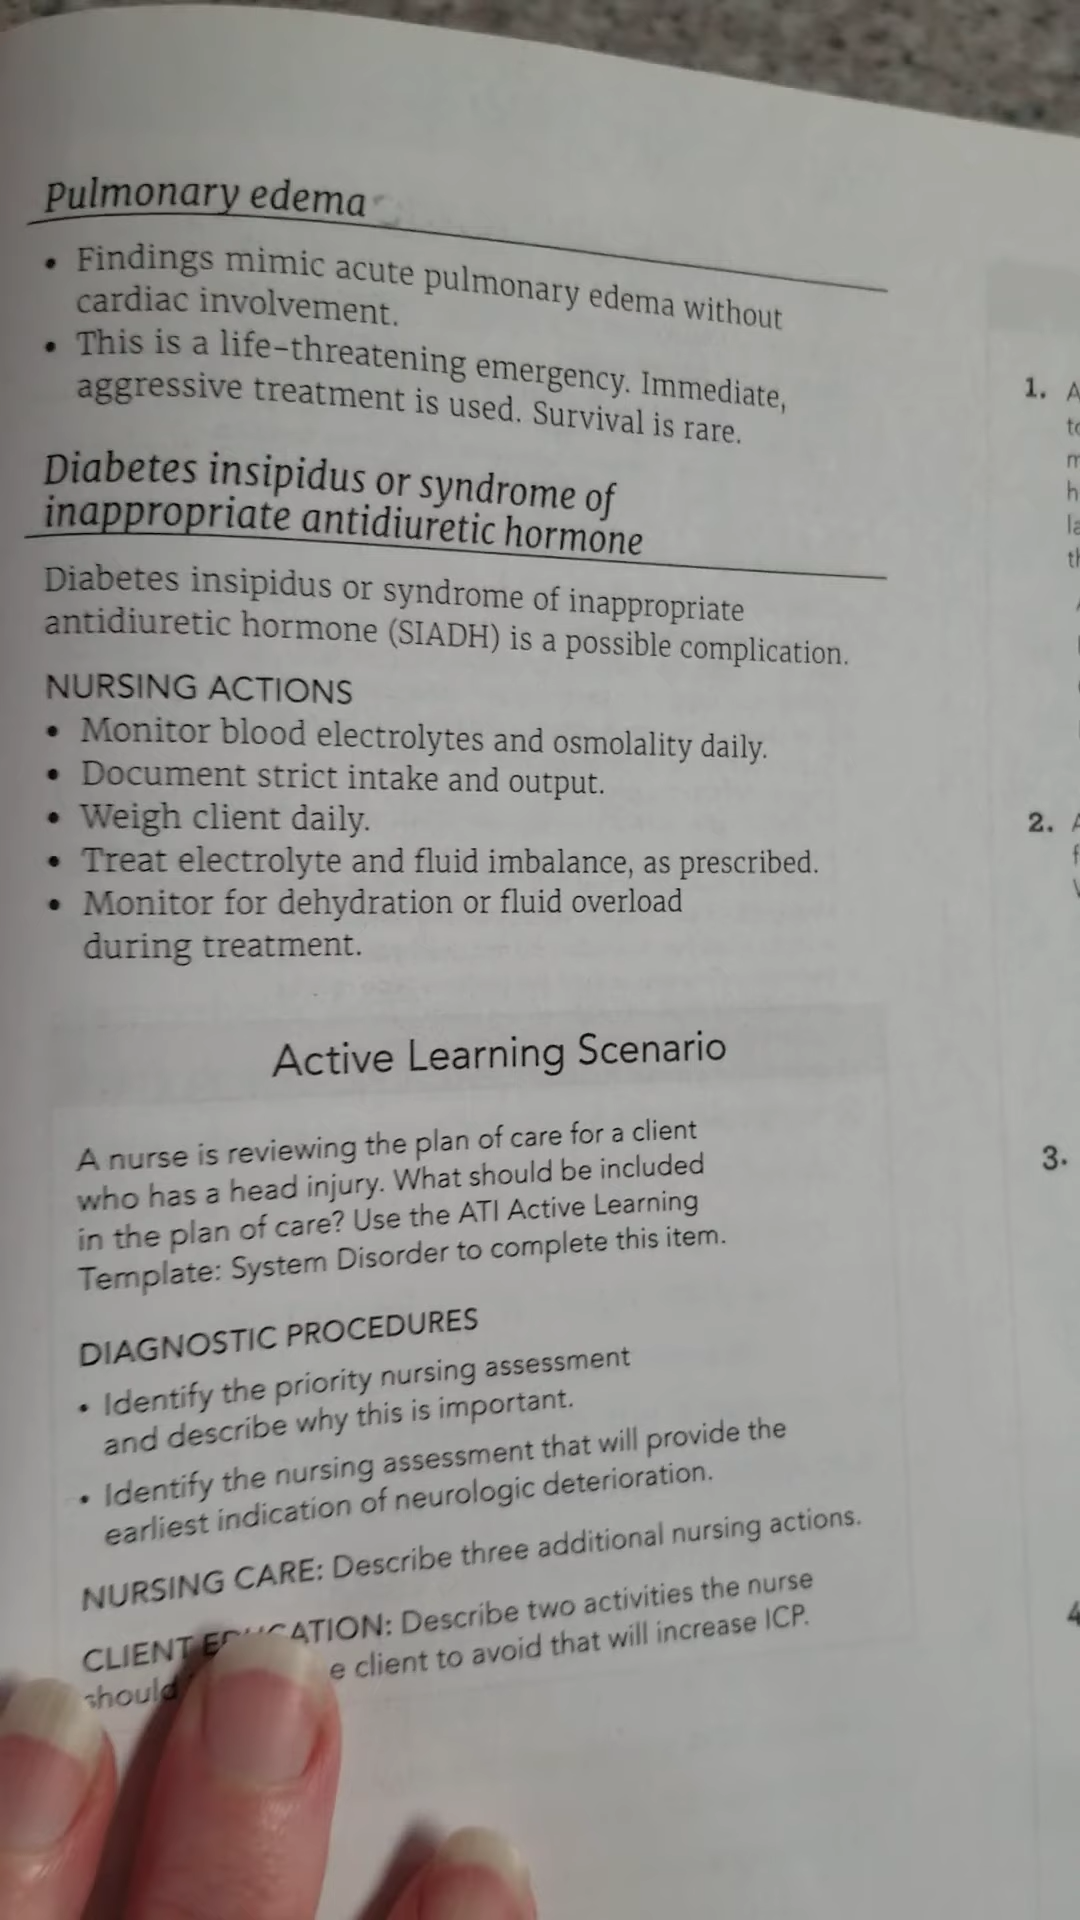 Pulmonary edema
• Findings mimic acute pulmonary edema without
cardiac involvement.
• This is a life-threatening emergency. Immediate,
aggressive treatment is used. Survival is rare.
Diabetes insipidus or syndrome of
inappropriate antidiuretic hormone
Diabetes insipidus or syndrome of inappropriate
antidiuretic hormone (SIADH) is a possible complication.
NURSING ACTIONS
• Monitor blood electrolytes and osmolality daily.
• Document strict intake and output.
• Weigh client daily.
• Treat electrolyte and fluid imbalance, as prescribed.
• Monitor for dehydration or fluid overload
during treatment.
Active Learning Scenario
A nurse is reviewing the plan of care for a client
who has a head injury. What should be included
in the plan of care? Use the ATI Active Learning
Template: System Disorder to complete this item.
DIAGNOSTIC PROCEDURES
• Identify the priority nursing assessment
and describe why this is important.
• Identify the nursing assessment that will provide the
earliest indication of neurologic deterioration.
NURSING CARE: Describe three additional nursing actions.
CLIENT EDUCATION: Describe two activities the nurse
should client to avoid that will increase ICP.
1.
2.
3.
4